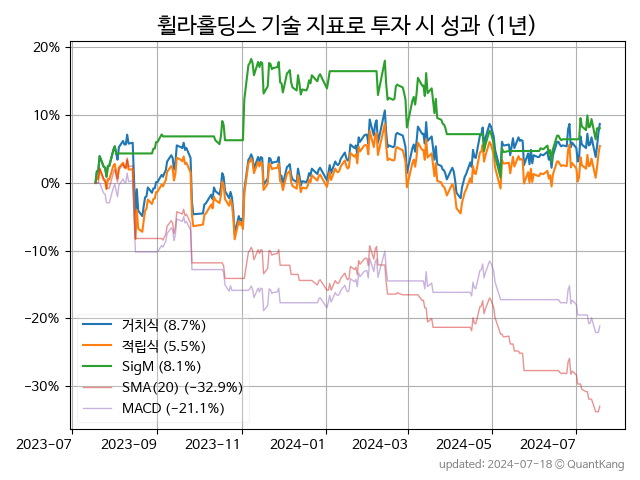 휠라홀딩스 기술 지표로 투자 시 성과 (1년)
20%
10%
0%
−10%
−20%
−30%
거치식 (8.7%)
적립식 (5.5%)
SigM (8.1%)
SMA(20) (−32.9%)
MACD (−21.1%)
2023-07 2023-09 2023-11 2024-01 2024-03 2024-05 2024-07
updated: 2024-07-18 © QuantKang